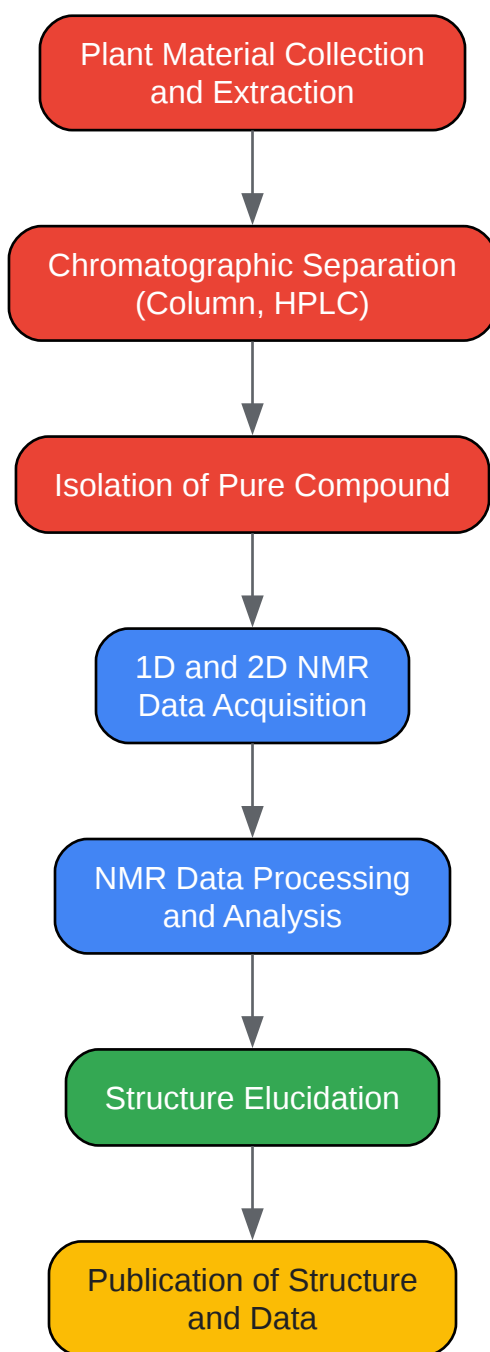 Plant Material Collection
and Extraction
Chromatographic Separation
(Column, HPLC)
Isolation of Pure Compound
1D and 2D NMR
Data Acquisition
NMR Data Processing
and Analysis
Structure Elucidation
Publication of Structure
and Data